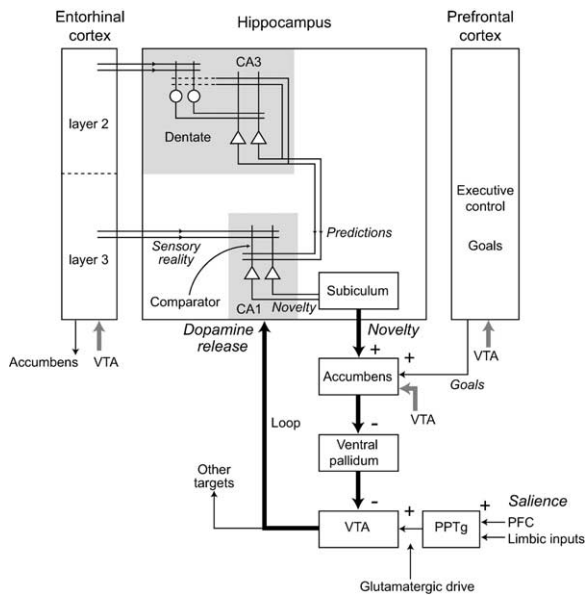 Entorhinal
cortex
Hippocampus
Prefrontal
cortex
CA3
layer 2
Dentate
Executive
control
Goals
Predictions
Sensory
reality
layer 3
Comparator
CA1
Novelty
Subiculum
Dopamine
release
Novelty
Accumbens
VTA
VTA
+
+
Accumbens
Goals
VTA
Loop
-
Ventral
pallidum
Other
targets
-
+
+
Salience
VTA
PPTg
PFC
Limbic inputs
Glutamatergic drive